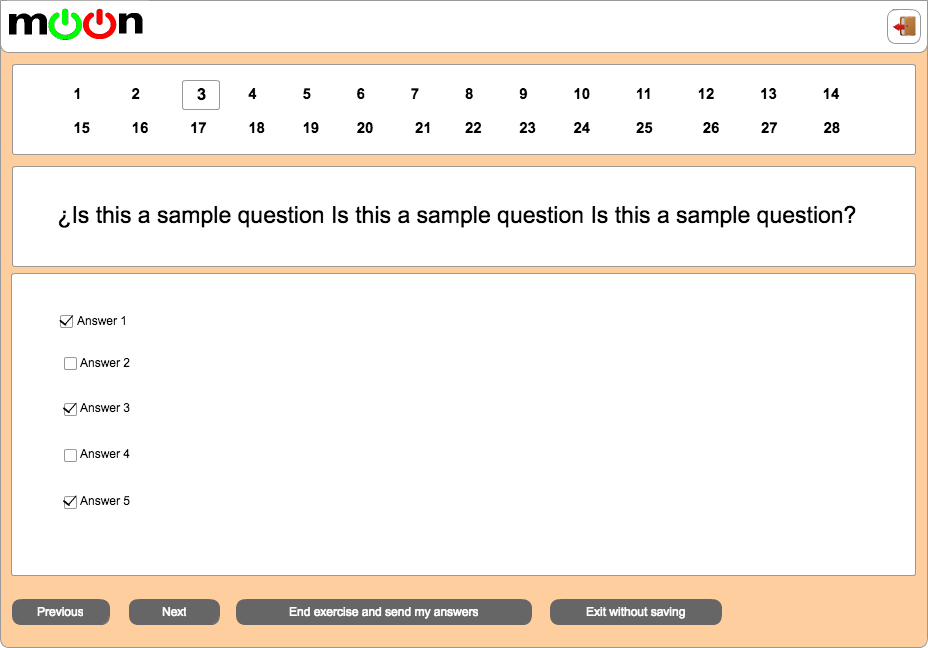 moon
1 2 3 4 5 6 7 8 9 10 11 12 13 14
15 16 17 18 19 20 21 22 23 24 25 26 27 28
¿Is this a sample question Is this a sample question Is this a sample question?
Answer 1
Answer 2
Answer 3
Answer 4
Answer 5
Previous Next End exercise and send my answers Exit without saving